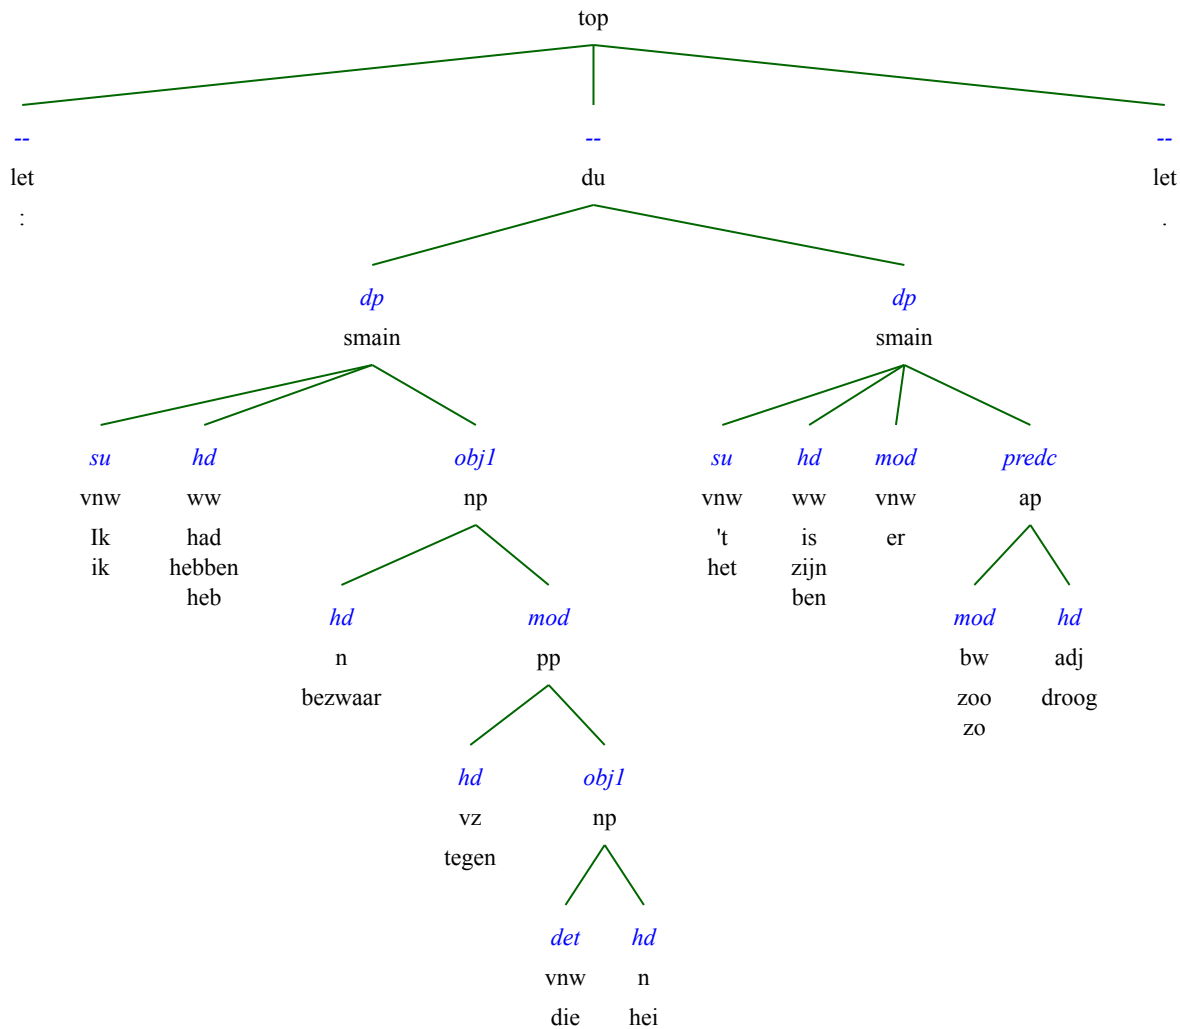 top
-- -- --
let du let
: .
dp dp
smain smain
su hd obj1 su hd mod predc
vnw ww np vnw ww vnw ap
Ik had 't is er
ik hebben het zijn
heb ben
hd mod mod hd
n pp bw adj
bezwaar zoo droog
zo
hd obj1
vz np
tegen
det hd
vnw n
die hei